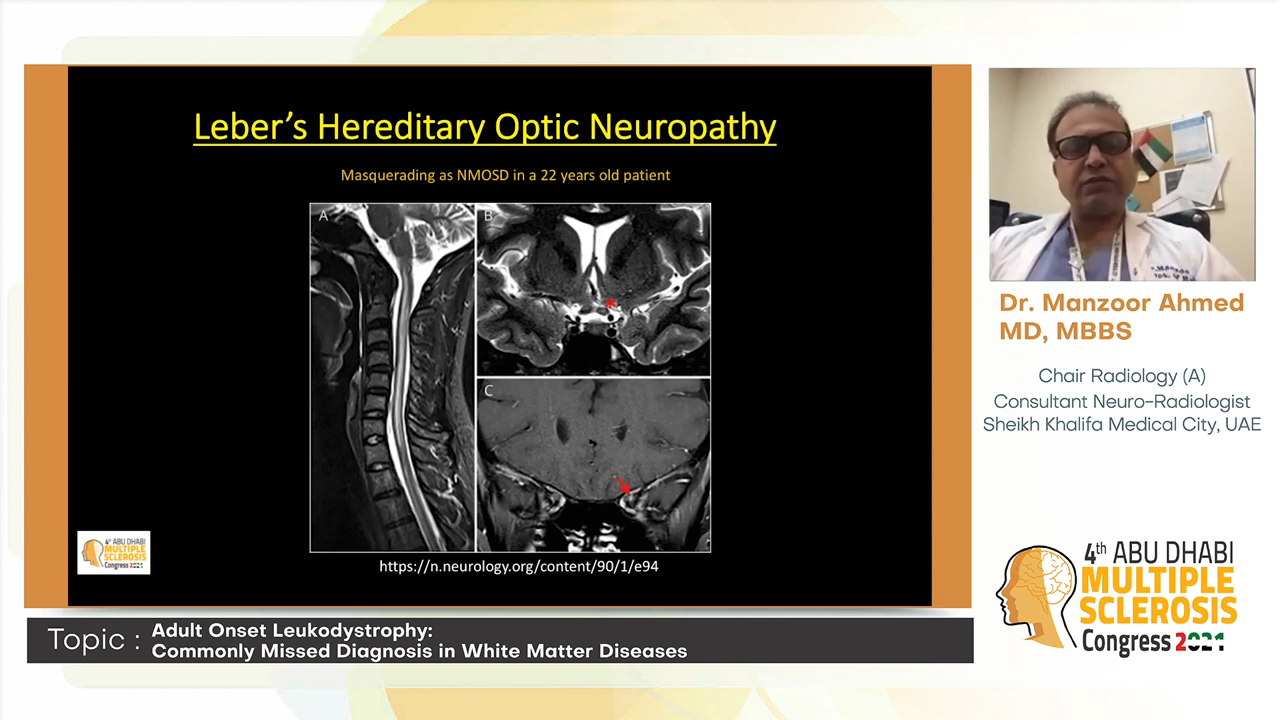 Leber's Hereditary Optic Neuropathy
Masquerading as NMOSD in a 22 years old patient
A
B
C
https://n.neurology.org/content/90/1/e94
4th ABU DHABI
MULTIPLE
SCLEROSIS
Congress 2021
Topic :
Adult Onset Leukodystrophy:
Commonly Missed Diagnosis in White Matter Diseases
Dr. Manzoor Ahmed
MD, MBBS
Chair Radiology (A)
Consultant Neuro-Radiologist
Sheikh Khalifa Medical City, UAE
4th ABU DHABI
MULTIPLE
SCLEROSIS
Congress 2021